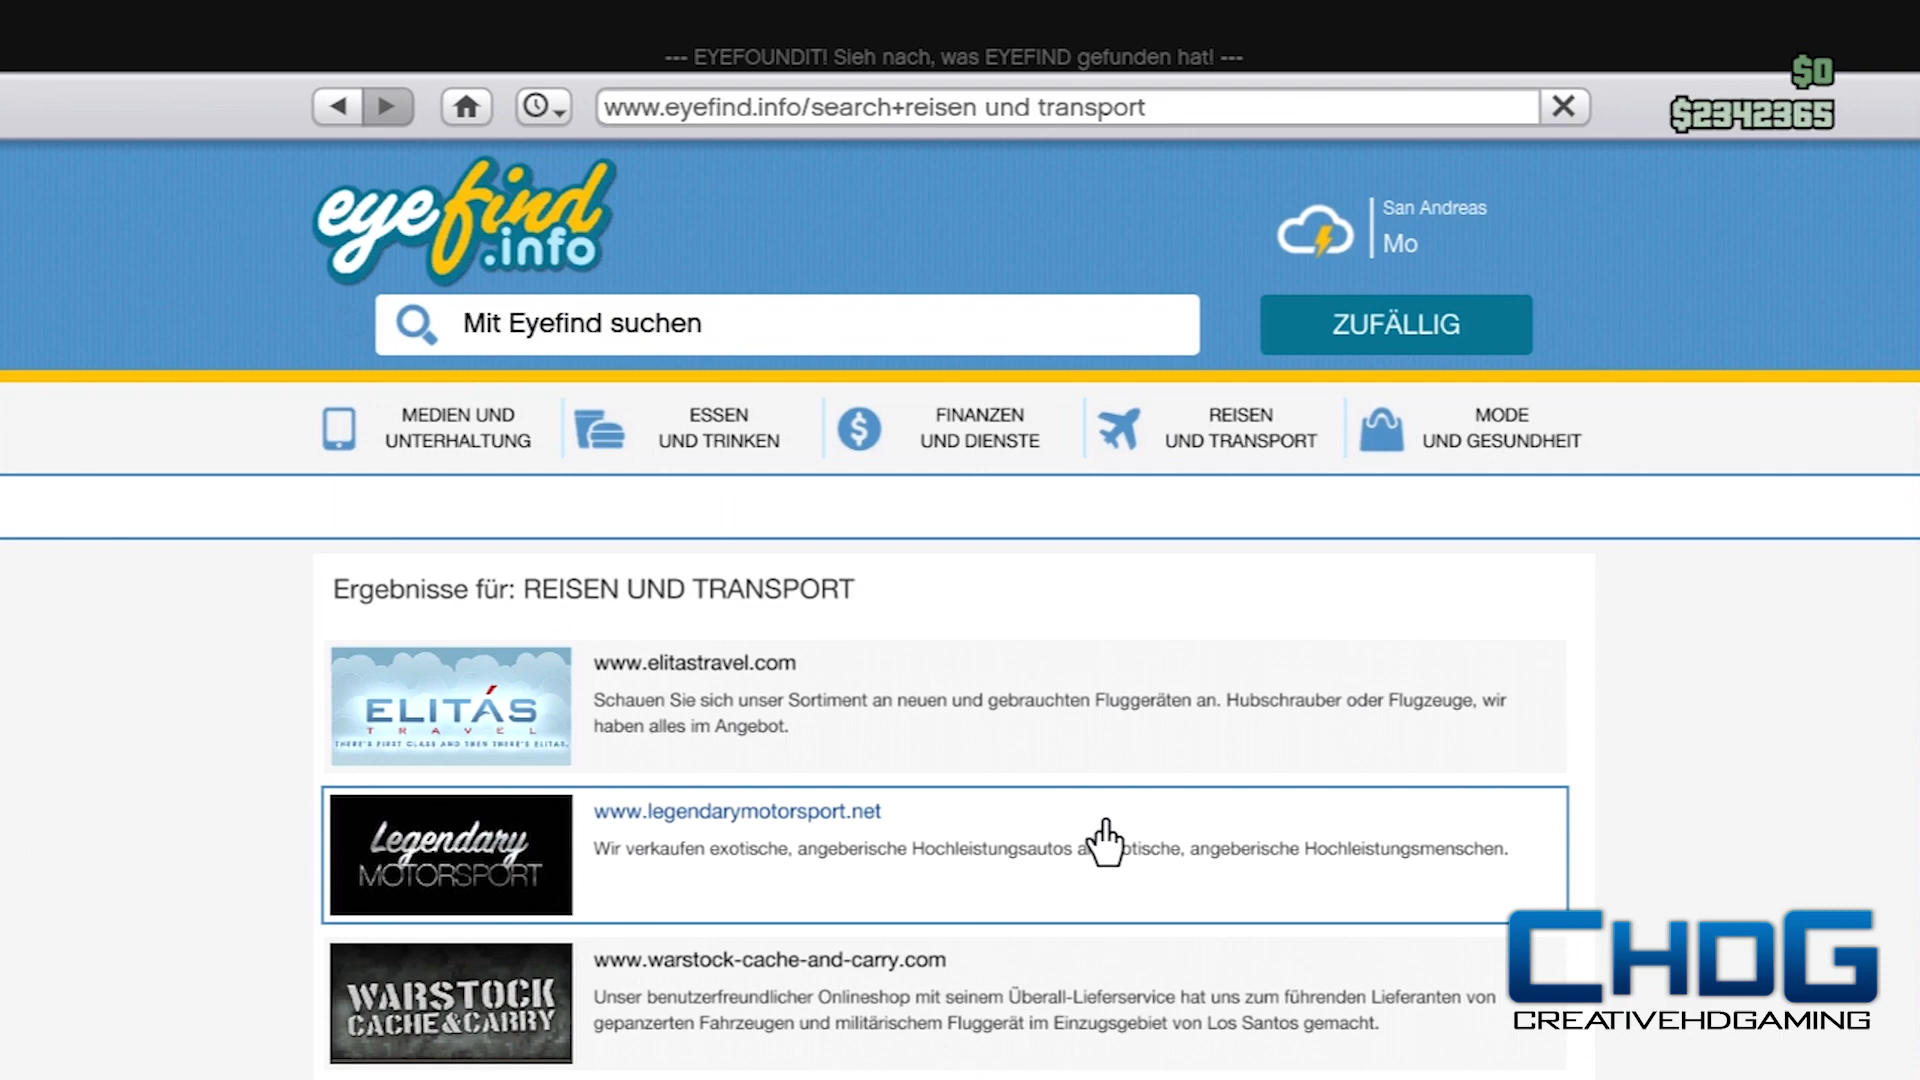 --- EYEFOUNDIT! Sieh nach, was EYEFIND gefunden hat! ---
$0
www.eyefind.info/search+reisen und transport
$2342365
eyefind
.info
San Andreas
Mo
Mit Eyefind suchen
ZUFÄLLIG
MEDIEN UND
UNTERHALTUNG
ESSEN
UND TRINKEN
FINANZEN
UND DIENSTE
REISEN
UND TRANSPORT
MODE
UND GESUNDHEIT
Ergebnisse für: REISEN UND TRANSPORT
ELITÁS
TRAVEL
THERE'S FIRST CLASS AND THEN THERE'S ELITAS.
www.elitastravel.com
Schauen Sie sich unser Sortiment an neuen und gebrauchten Fluggeräten an. Hubschrauber oder Flugzeuge, wir
haben alles im Angebot.
Legendary
MOTORSPORT
www.legendarymotorsport.net
Wir verkaufen exotische, angeberische Hochleistungsautos otische, angeberische Hochleistungsmenschen.
WARSTOCK
CACHE&CARRY
www.warstock-cache-and-carry.com
Unser benutzerfreundlicher Onlineshop mit seinem Überall-Lieferservice hat uns zum führenden Lieferanten von
gepanzerten Fahrzeugen und militärischem Fluggerät im Einzugsgebiet von Los Santos gemacht.
CHDG
CREATIVEHDGAMING